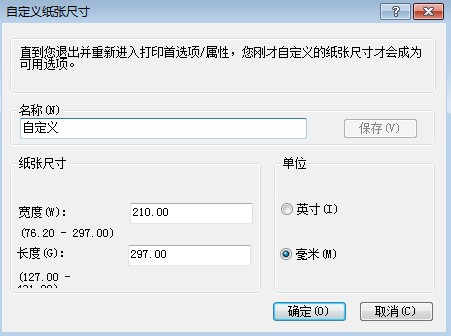 自定义纸张尺寸
直到您退出并重新进入打印首选项/属性，您刚才自定义的纸张尺寸才会成为
可用选项。
名称(N)
自定义
保存(V)
纸张尺寸
宽度(W):
210.00
(76.20 - 297.00)
长度(G):
297.00
(127.00 -
单位
英寸(I)
毫米(M)
确定(O)
取消(C)